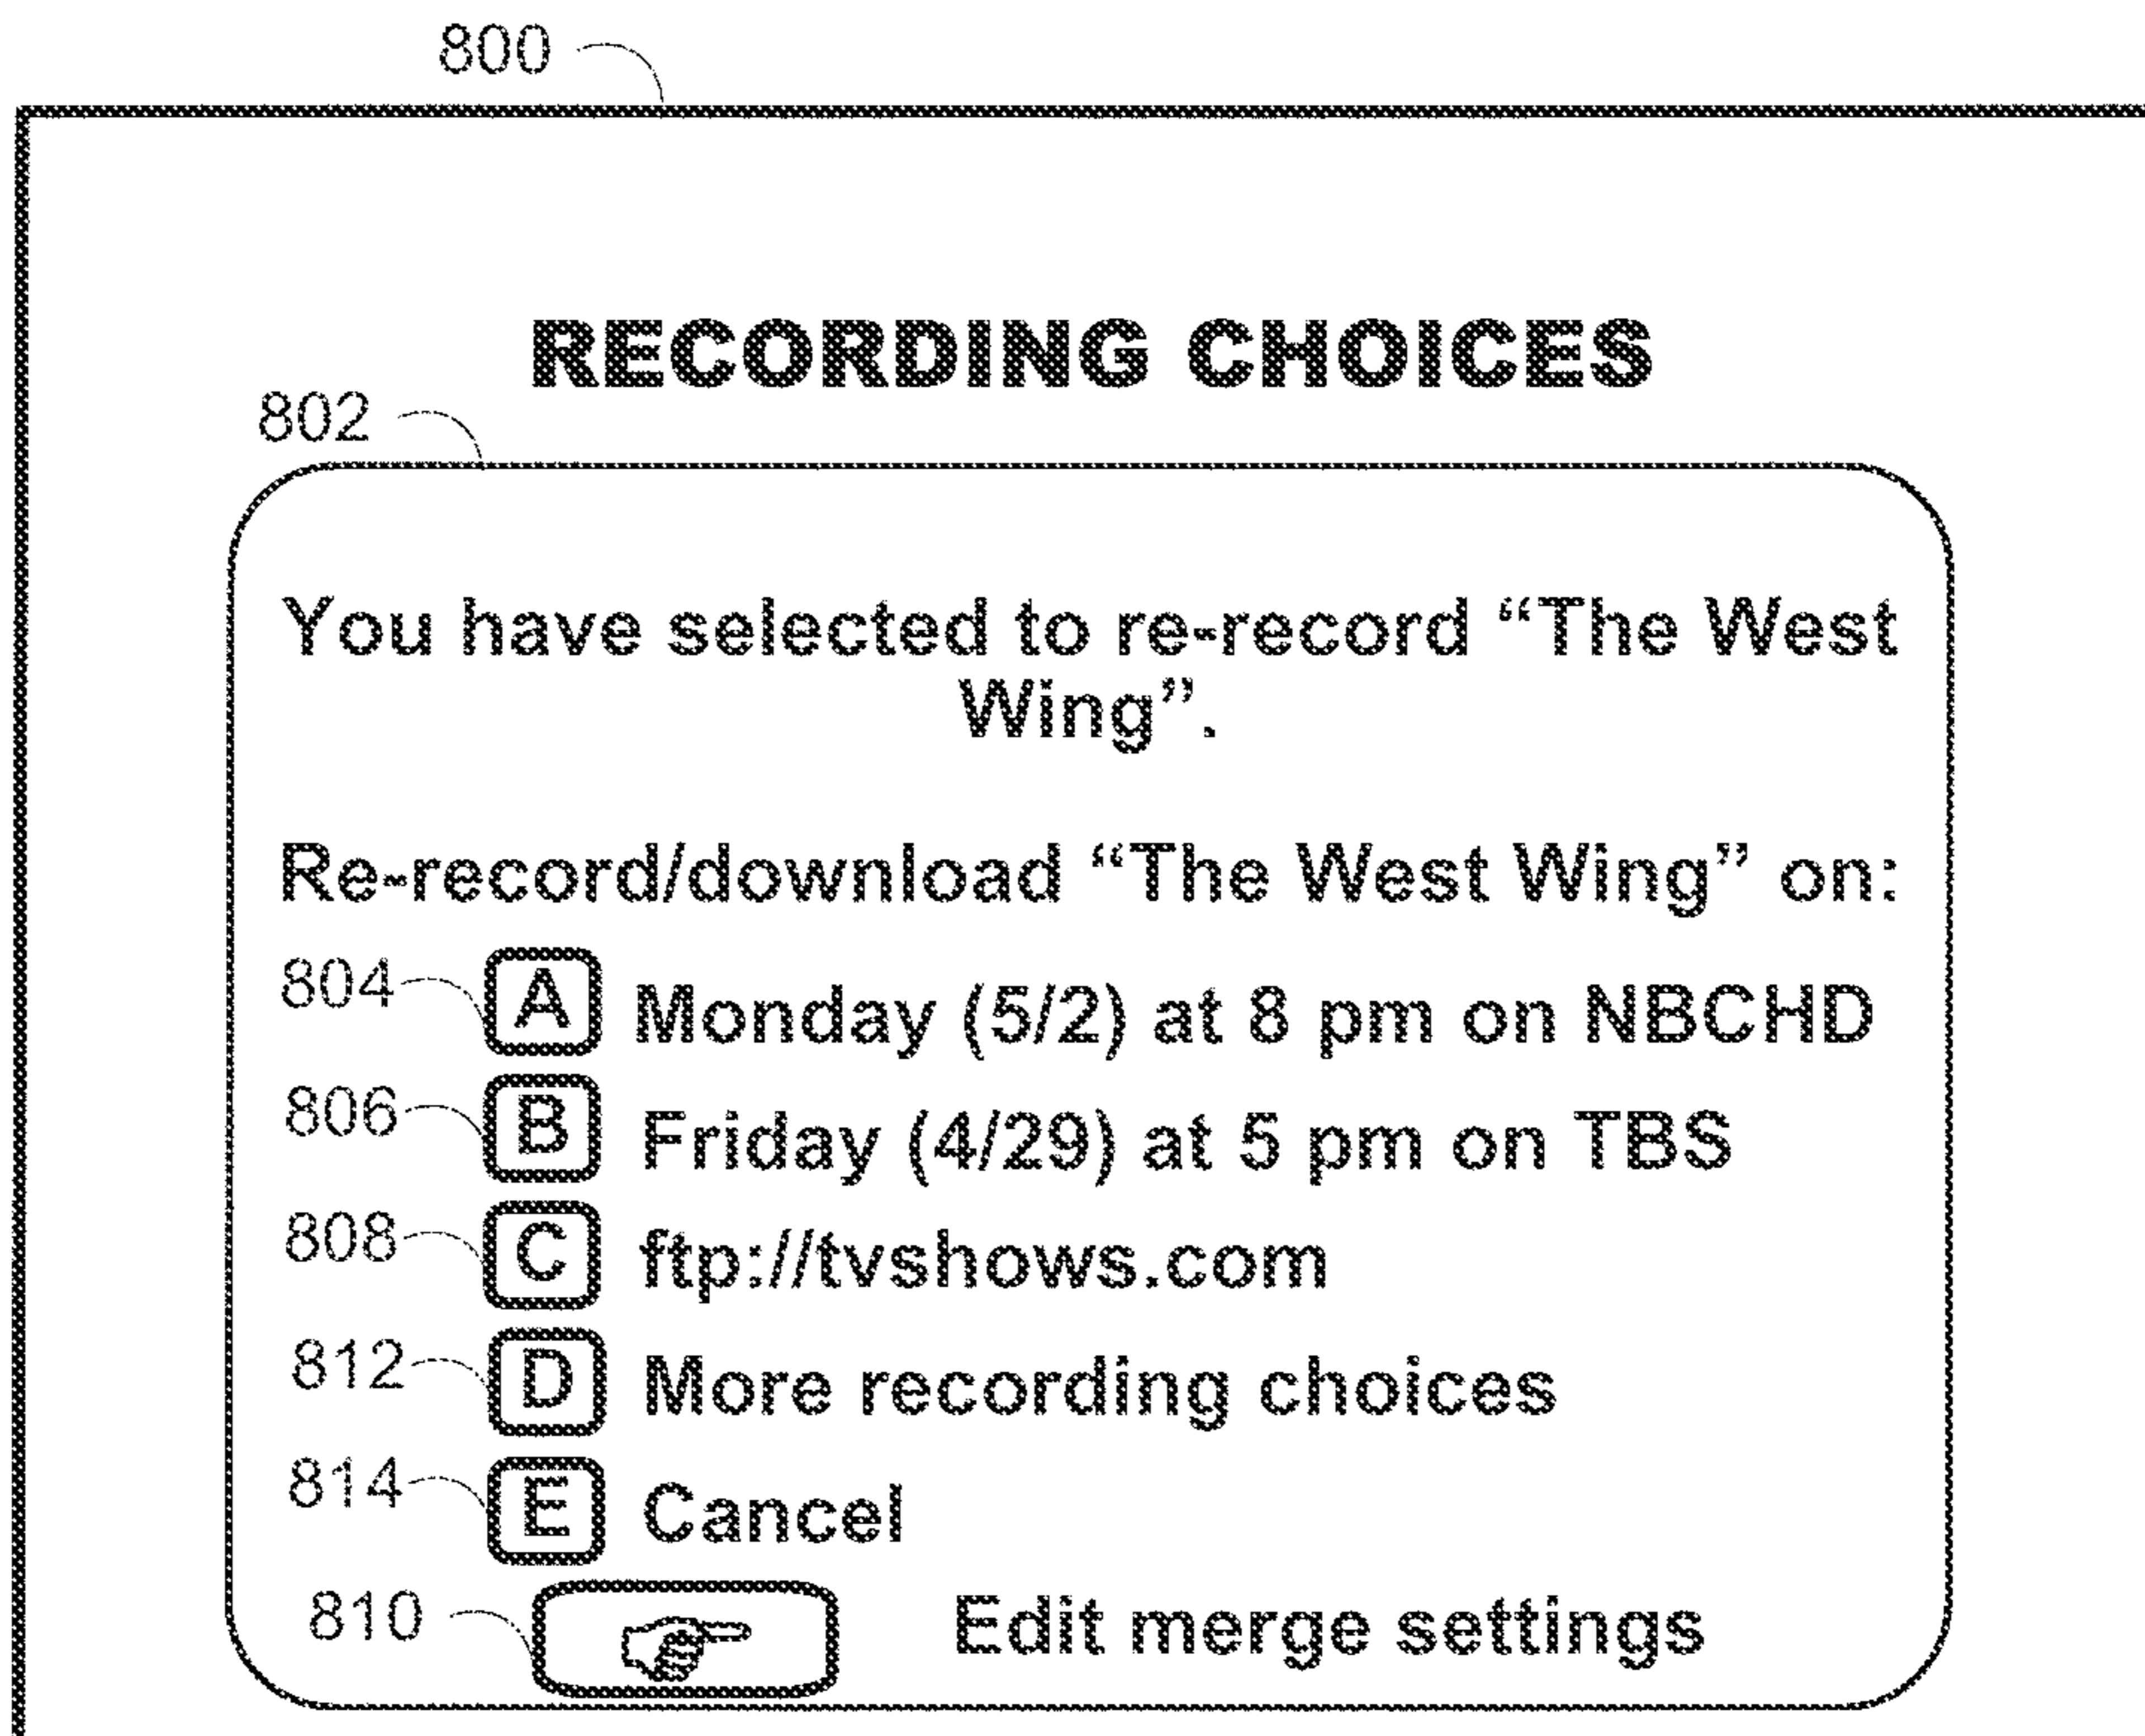 800
RECORDING CHOICES
802
You have selected to re-record “The West
Wing”.
Re-record/download “The West Wing” on:
804 A Monday (5/2) at 8 pm on NBCHD
806 B Friday (4/29) at 5 pm on TBS
808 C ftp://tvshows.com
812 D More recording choices
814 E Cancel
810 Edit merge settings